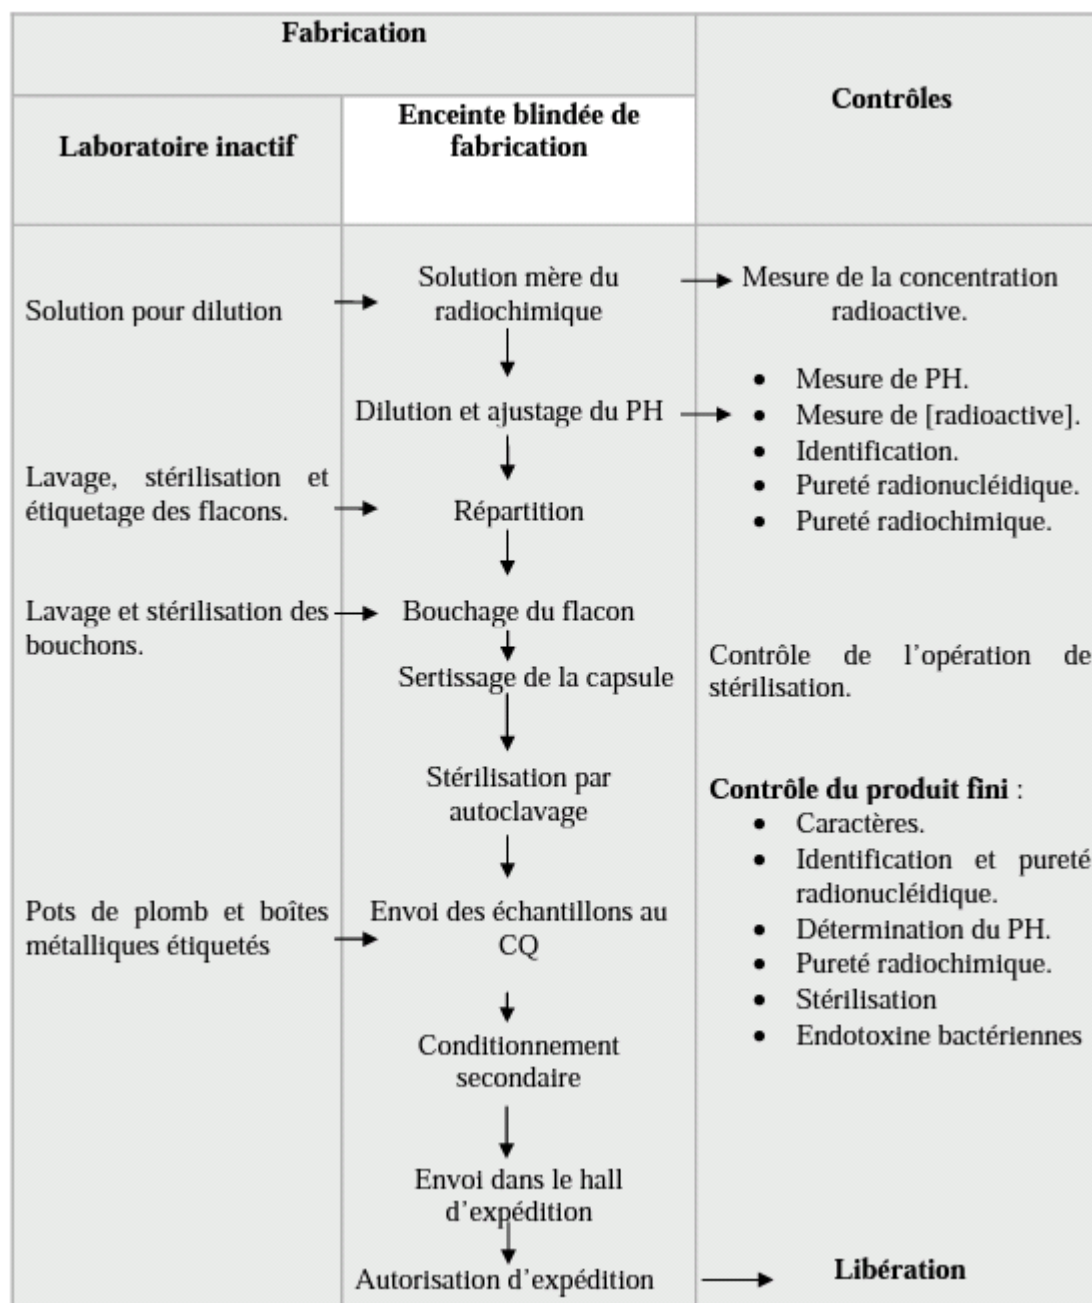 Fabrication
Contrôles
Laboratoire inactif
Enceinte blindée de
fabrication
Solution pour dilution
Solution mère du
radiochimique
Mesure de la concentration
radioactive.
Dilution et ajustage du PH
• Mesure de PH.
• Mesure de [radioactive].
• Identification.
• Pureté radionucléidique.
• Pureté radiochimique.
Lavage, stérilisation et
étiquetage des flacons.
Répartition
Lavage et stérilisation des
bouchons.
Bouchage du flacon
Sertissage de la capsule
Contrôle de l’opération de
stérilisation.
Stérilisation par
autoclavage
Contrôle du produit fini :
• Caractères.
• Identification et pureté
radionucléidique.
• Détermination du PH.
• Pureté radiochimique.
• Stérilisation
• Endotoxine bactériennes
Pots de plomb et boîtes
métalliques étiquetés
Envoi des échantillons au
CQ
Conditionnement
secondaire
Envoi dans le hall
d’expédition
Autorisation d’expédition
Libération